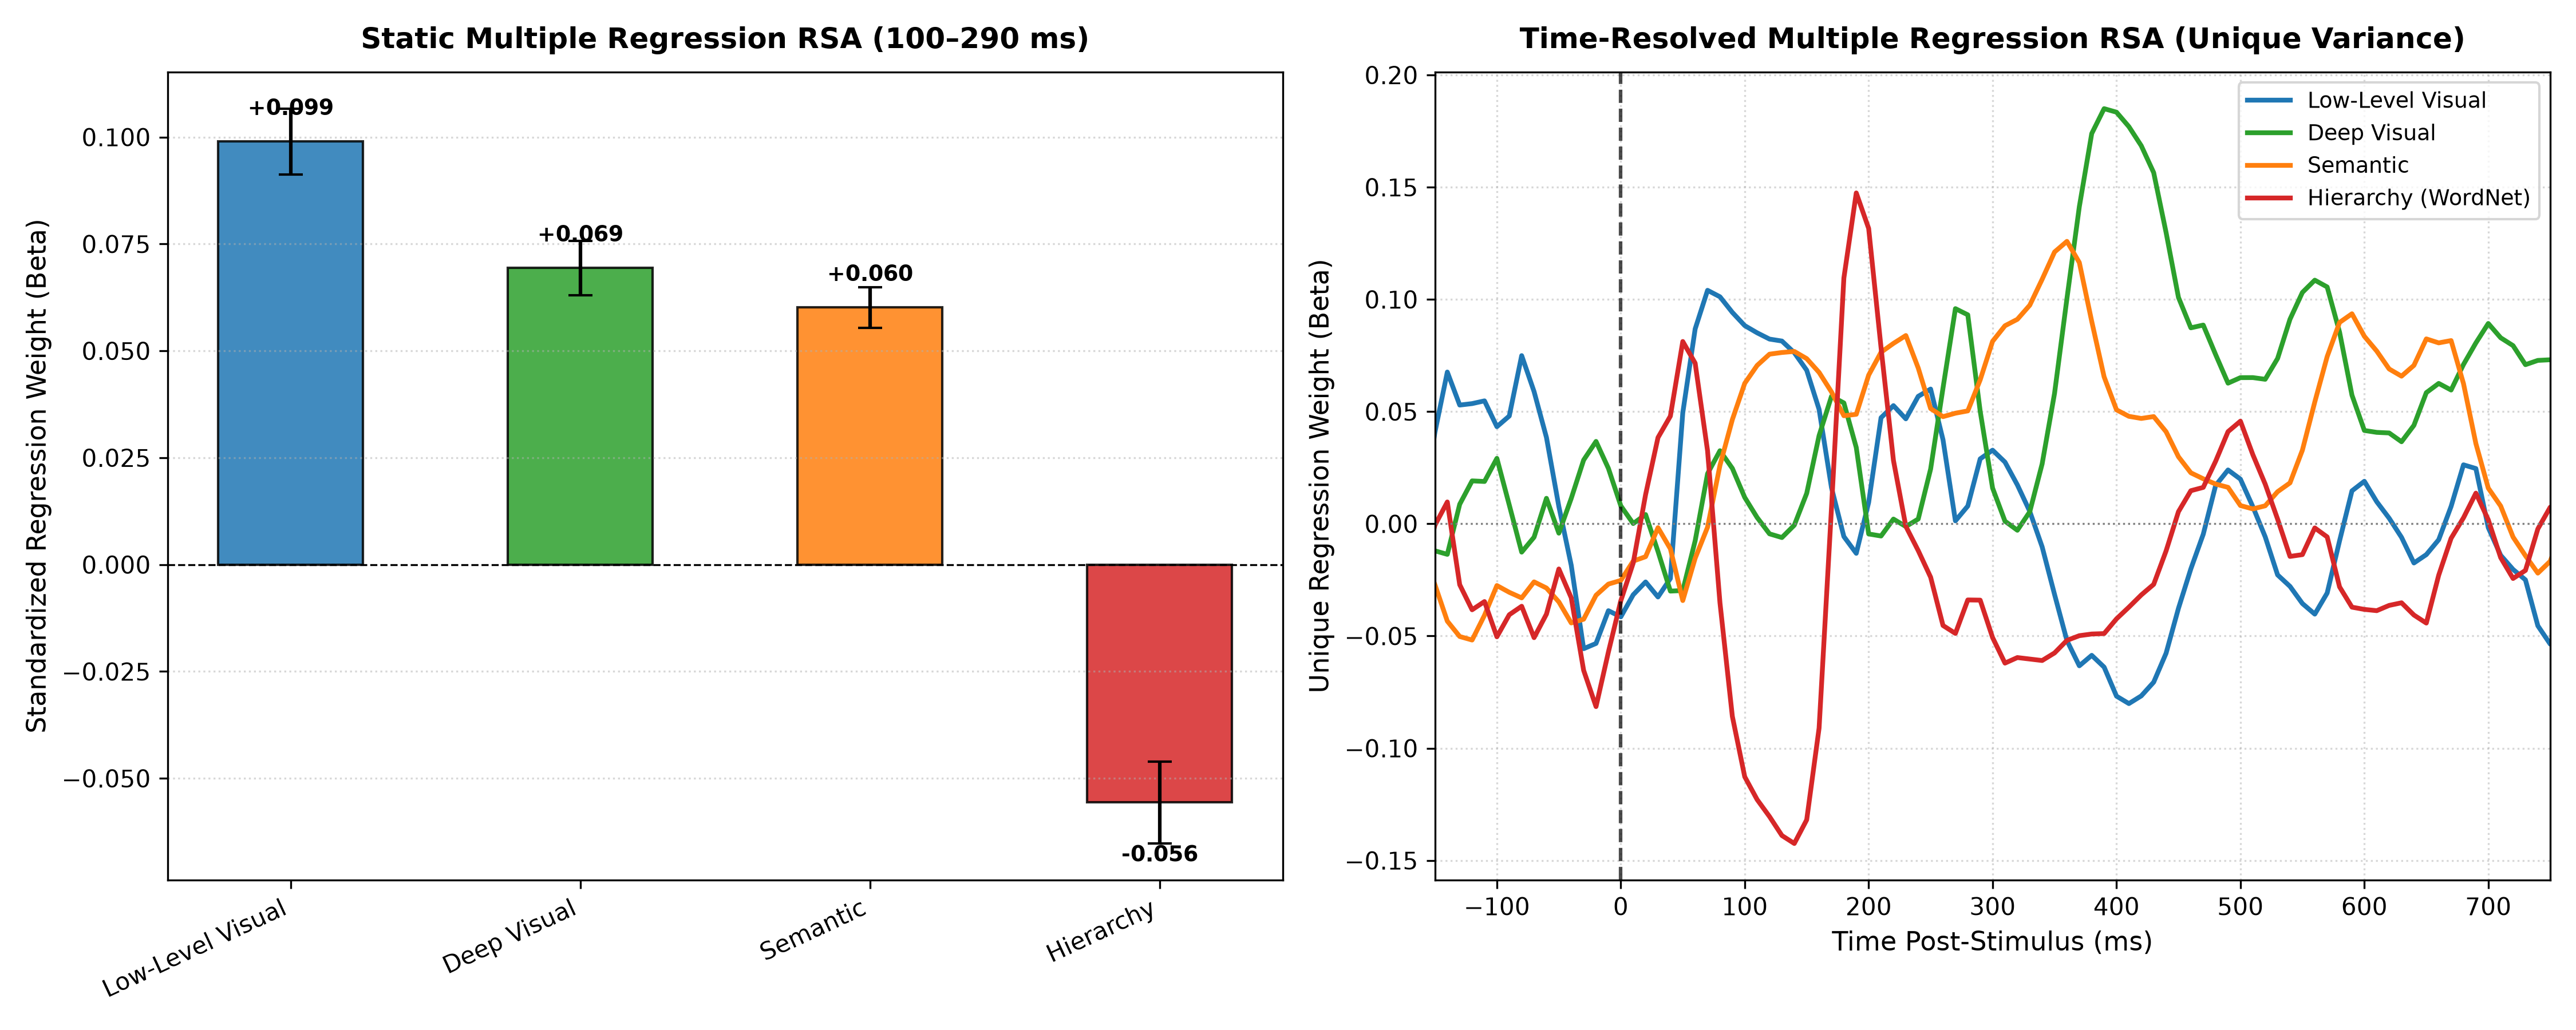 Static Multiple Regression RSA (100–290 ms)
Standardized Regression Weight (Beta)
0.100
0.075
0.050
0.025
0.000
−0.025
−0.050
+0.099
+0.069
+0.060
-0.056
Low-Level Visual
Deep Visual
Semantic
Hierarchy
Time-Resolved Multiple Regression RSA (Unique Variance)
Unique Regression Weight (Beta)
0.20
0.15
0.10
0.05
0.00
−0.05
−0.10
−0.15
Low-Level Visual
Deep Visual
Semantic
Hierarchy (WordNet)
−100 0 100 200 300 400 500 600 700
Time Post-Stimulus (ms)